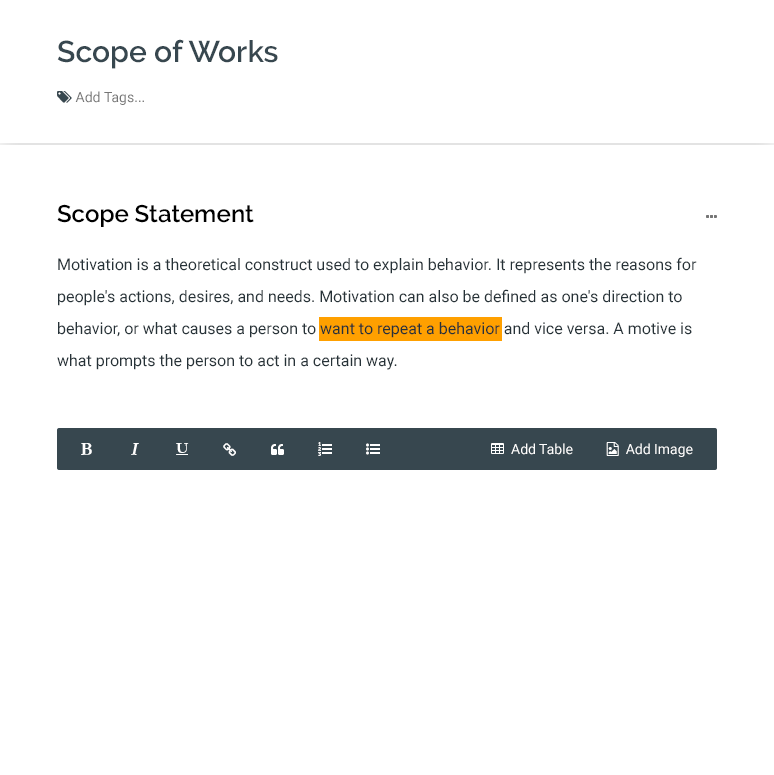 Scope of Works
Add Tags...
Scope Statement
Motivation is a theoretical construct used to explain behavior. It represents the reasons for
people's actions, desires, and needs. Motivation can also be defined as one's direction to
behavior, or what causes a person to want to repeat a behavior and vice versa. A motive is
what prompts the person to act in a certain way.
B I U Add Table Add Image